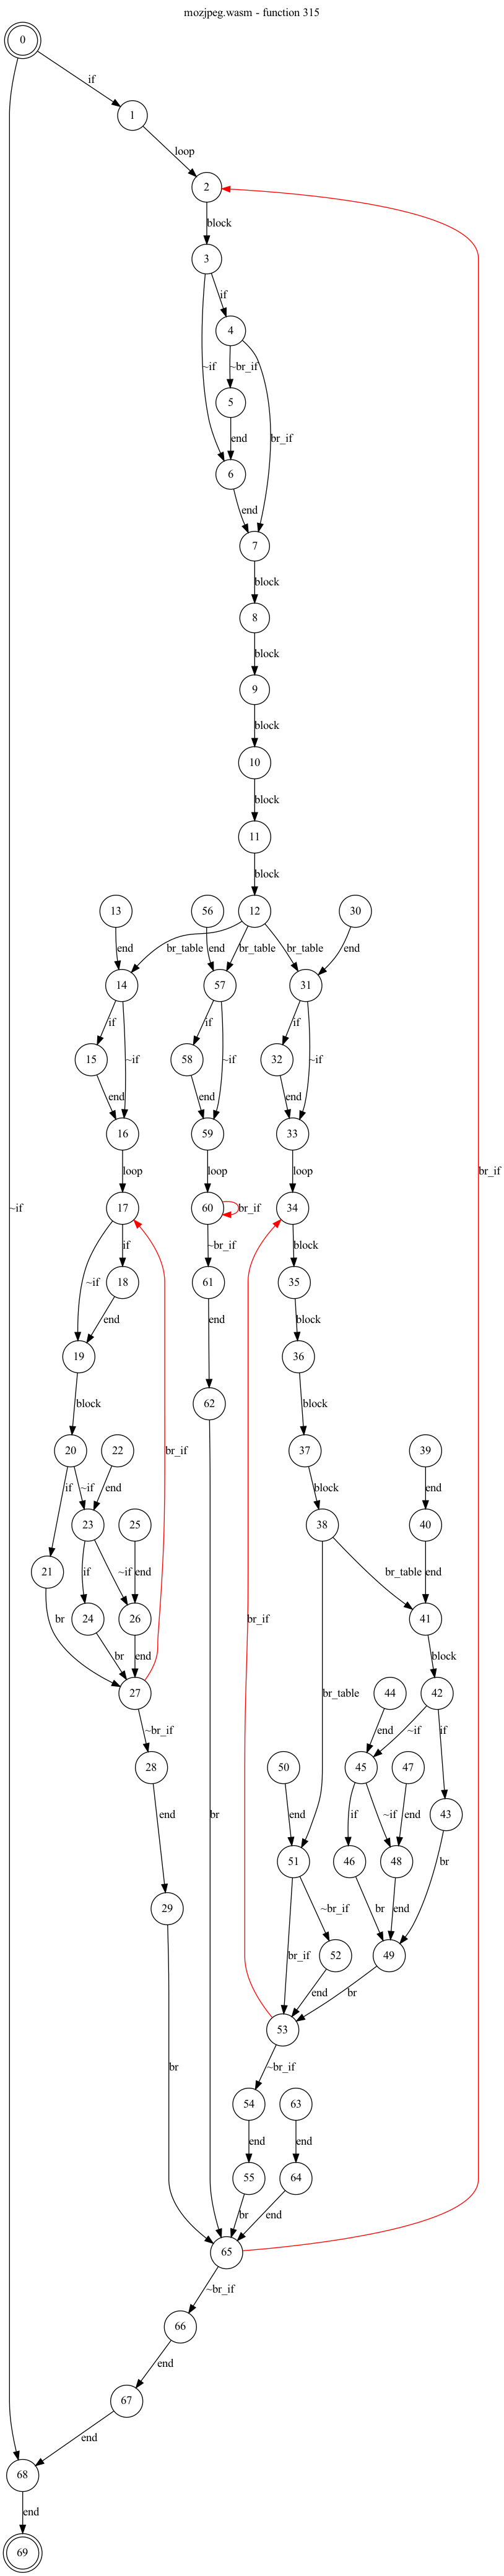 mozjpeg.wasm - function 315
0
if
1
loop
2
block
3
if
4
~if
~br_if
5
br_if
end
6
end
7
block
8
block
9
block
10
block
11
block
13
56
12
30
end
br_table
end
br_table
br_table
end
14
57
31
if
if
if
15
~if
58
~if
32
~if
end
end
end
16
59
33
loop
loop
loop
br_if
~if
17
60
br_if
34
if
~br_if
block
~if
18
61
35
end
end
block
19
62
36
block
block
20
22
37
39
br_if
if
~if
end
block
end
23
25
38
40
21
if
~if
end
br_table
end
br
24
26
br_if
41
br
end
block
27
br_table
44
42
~br_if
end
~if
if
28
50
45
47
end
end
if
~if
end
br
43
51
46
48
br
29
br_if
~br_if
br
end
52
49
end
br
53
br
~br_if
54
63
end
end
55
64
br
end
65
~br_if
66
end
67
end
68
end
69